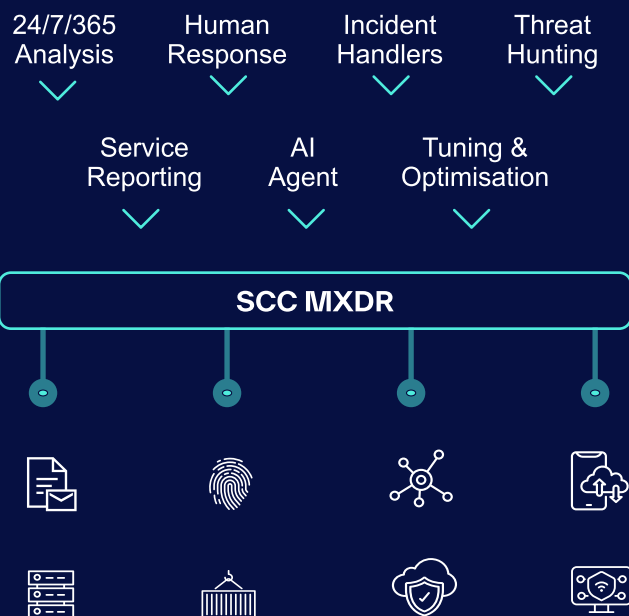 24/7/365
Analysis
Human
Response
Incident
Handlers
Threat
Hunting
Service
Reporting
AI
Agent
Tuning &
Optimisation
SCC MXDR